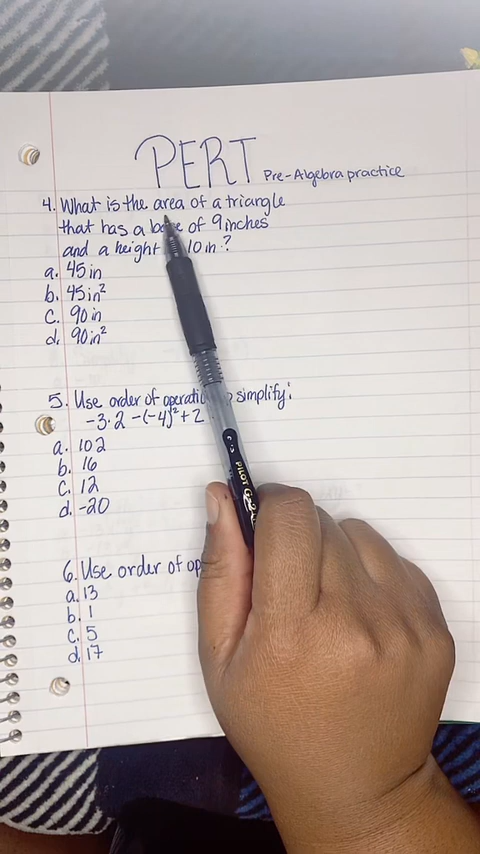 PERT Pre-Algebra practice
4. What is the area of a triangle
that has a base of 9 inches
and a height 10 in ?
a. 45 in
b. 45 in²
c. 90 in
d. 90 in²
5. Use order of simplify:
-3·2 -(-4)² + 2
a. 102
b. 16
c. 12
d. -20
6. Use order of
a. 13
b. 1
c. 5
d. 17
PILOT G2